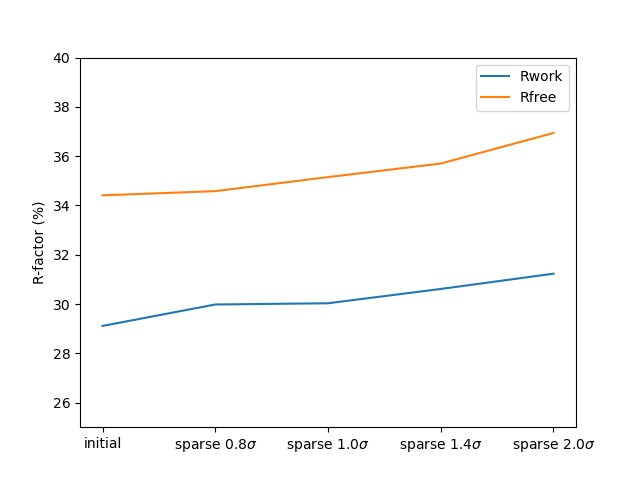 40
38
36
34
32
30
28
26
R-factor (%)
Rwork
Rfree
initial
sparse 0.8σ
sparse 1.0σ
sparse 1.4σ
sparse 2.0σ